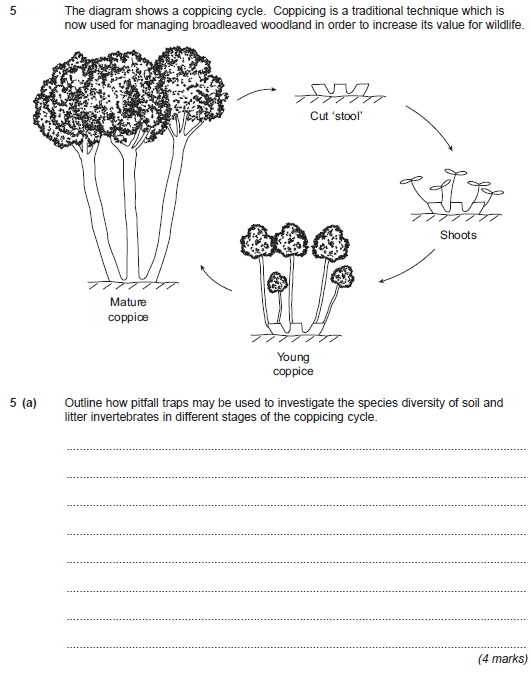 5 The diagram shows a coppicing cycle. Coppicing is a traditional technique which is
now used for managing broadleaved woodland in order to increase its value for wildlife.
Cut ‘stool’
Shoots
Mature
coppice
Young
coppice
5 (a) Outline how pitfall traps may be used to investigate the species diversity of soil and
litter invertebrates in different stages of the coppicing cycle.
(4 marks)